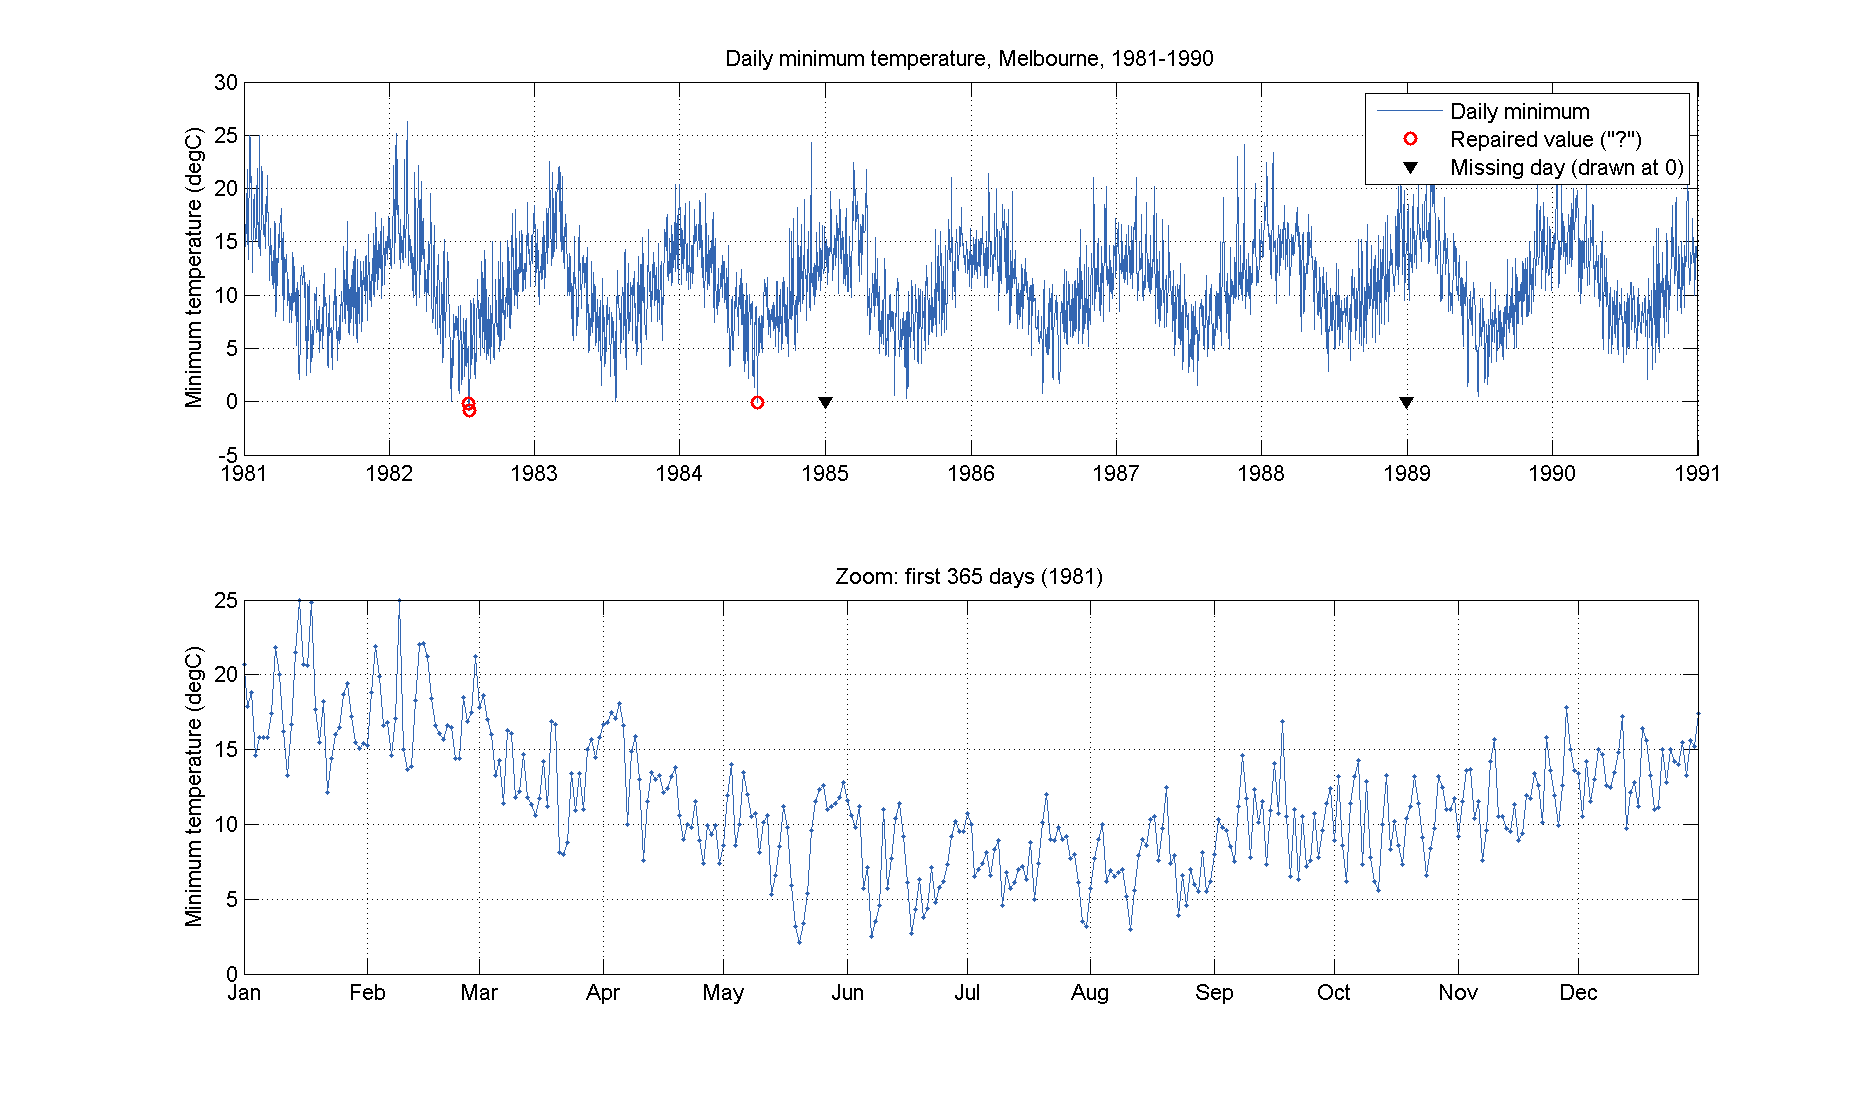 Daily minimum temperature, Melbourne, 1981-1990
Minimum temperature (degC)
30
25
20
15
10
5
0
-5
1981 1982 1983 1984 1985 1986 1987 1988 1989 1990 1991
Daily minimum
Repaired value ("?")
Missing day (drawn at 0)
Zoom: first 365 days (1981)
Minimum temperature (degC)
25
20
15
10
5
0
Jan Feb Mar Apr May Jun Jul Aug Sep Oct Nov Dec